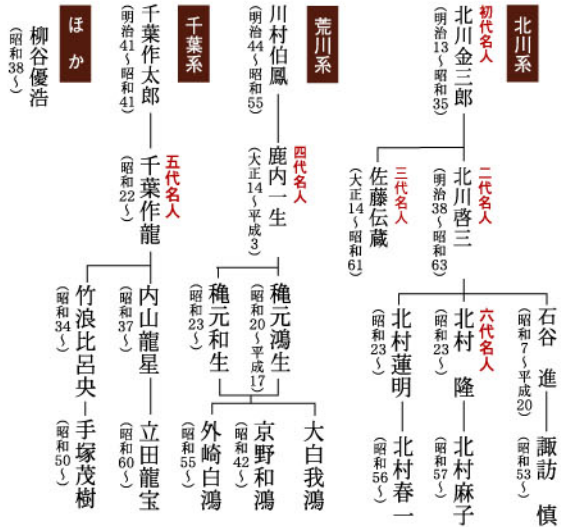 北川系
初代名人
北川金三郎
(明治13～昭和35)
二代名人
北川啓三
(明治38～昭和63)
三代名人
佐藤伝蔵
(大正14～昭和61)
石谷 進
(昭和7～平成20)
諏訪 慎
(昭和53～)
六代名人
北村 隆
(昭和23～)
北村麻子
(昭和57～)
北村蓮明
(昭和23～)
北村春一
(昭和56～)
荒川系
川村伯鳳
(明治44～昭和55)
四代名人
鹿内一生
(大正14～平成3)
穐元鴻生
(昭和20～平成17)
穐元和生
(昭和23～)
大白我鴻
京野和鴻
(昭和42～)
外崎白鴻
(昭和55～)
千葉系
千葉作太郎
(明治41～昭和41)
五代名人
千葉作龍
(昭和22～)
内山龍星
(昭和37～)
立田龍宝
(昭和60～)
竹浪比呂央
(昭和34～)
手塚茂樹
(昭和50～)
ほか
柳谷優浩
(昭和38～)